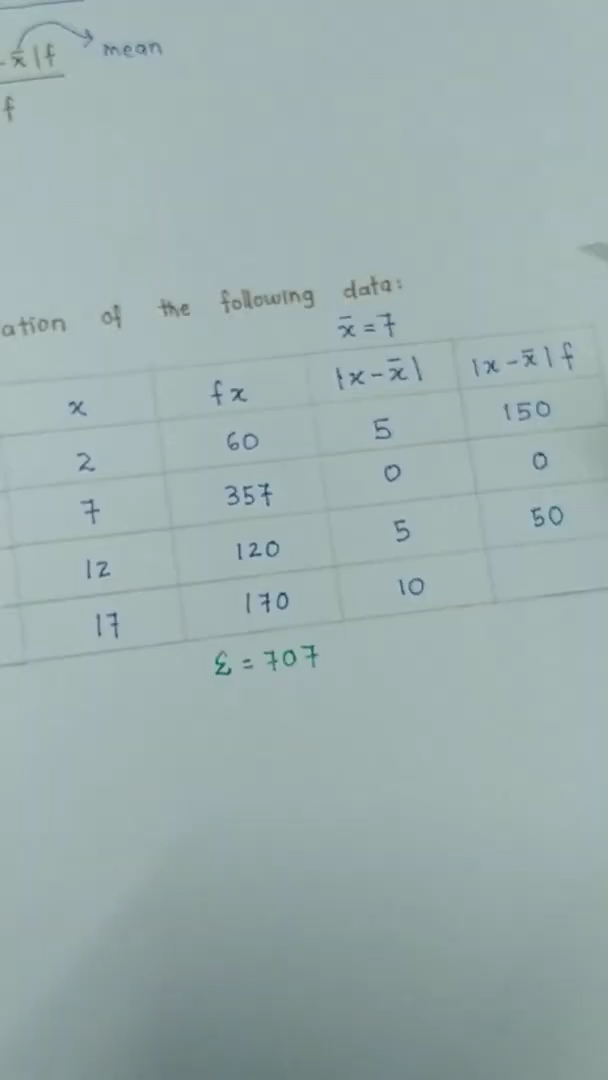 -x̄|f mean
f
ation of the following data:
x̄ = 7
x fx |x-x̄| |x-x̄|f
2 60 5 150
7 357 0 0
12 120 5 50
17 170 10
Ɛ = 707